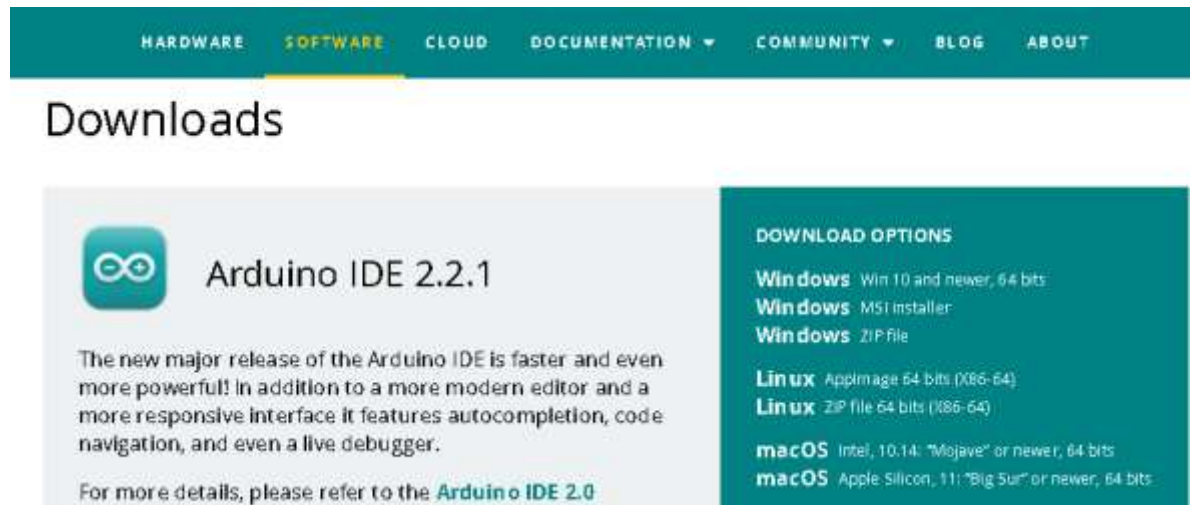 HARDWARE SOFTWARE CLOUD DOCUMENTATION COMMUNITY BLOG ABOUT
Downloads
Arduino IDE 2.2.1
The new major release of the Arduino IDE is faster and even
more powerful! In addition to a more modern editor and a
more responsive interface it features autocompletion, code
navigation, and even a live debugger.
For more details, please refer to the Arduino IDE 2.0
DOWNLOAD OPTIONS
Windows Win 10 and newer, 64 bits
Windows MSI installer
Windows ZIP file
Linux AppImage 64 bits (X86-64)
Linux ZIP file 64 bits (X86-64)
macOS Intel, 10.14: "Mojave" or newer, 64 bits
macOS Apple Silicon, 11: "Big Sur" or newer, 64 bits